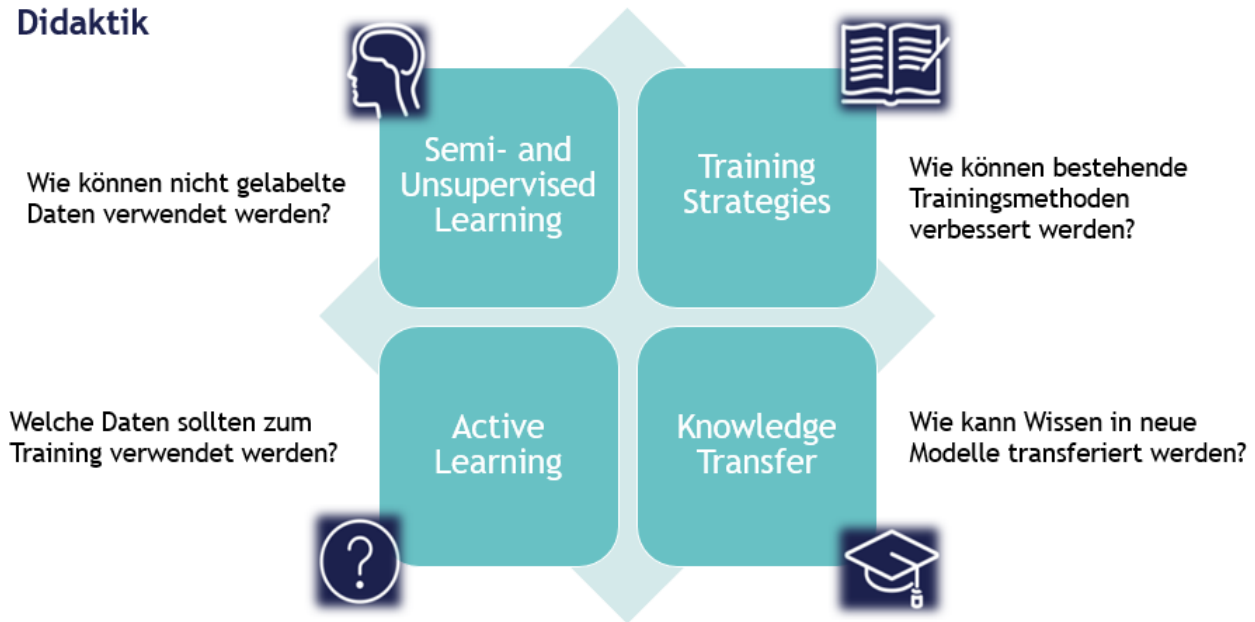 Didaktik
Wie können nicht gelabelte
Daten verwendet werden?
Semi- and
Unsupervised
Learning
Training
Strategies
Wie können bestehende
Trainingsmethoden
verbessert werden?
Welche Daten sollten zum
Training verwendet werden?
Active
Learning
Knowledge
Transfer
Wie kann Wissen in neue
Modelle transferiert werden?
?